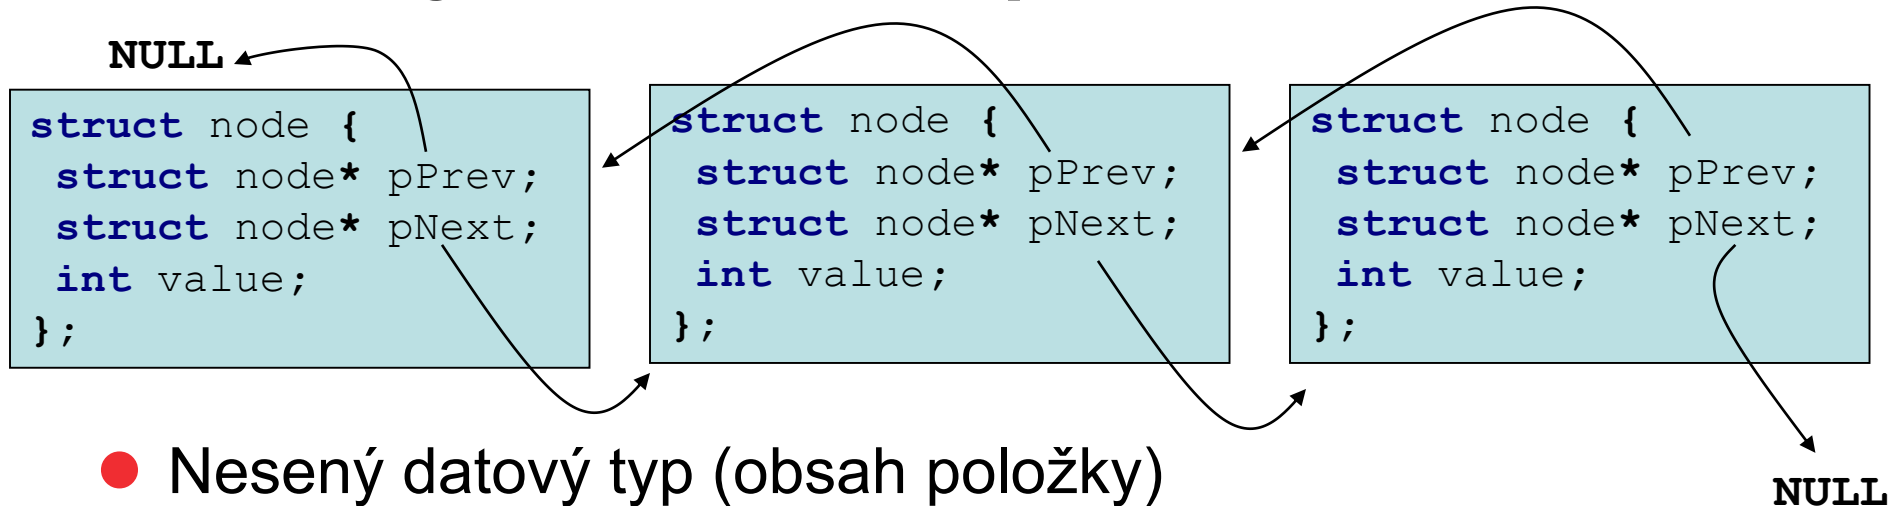 NULL
struct node {
struct node* pPrev;
struct node* pNext;
int value;
};
struct node {
struct node* pPrev;
struct node* pNext;
int value;
};
struct node {
struct node* pPrev;
struct node* pNext;
int value;
};
Nesený datový typ (obsah položky)
NULL